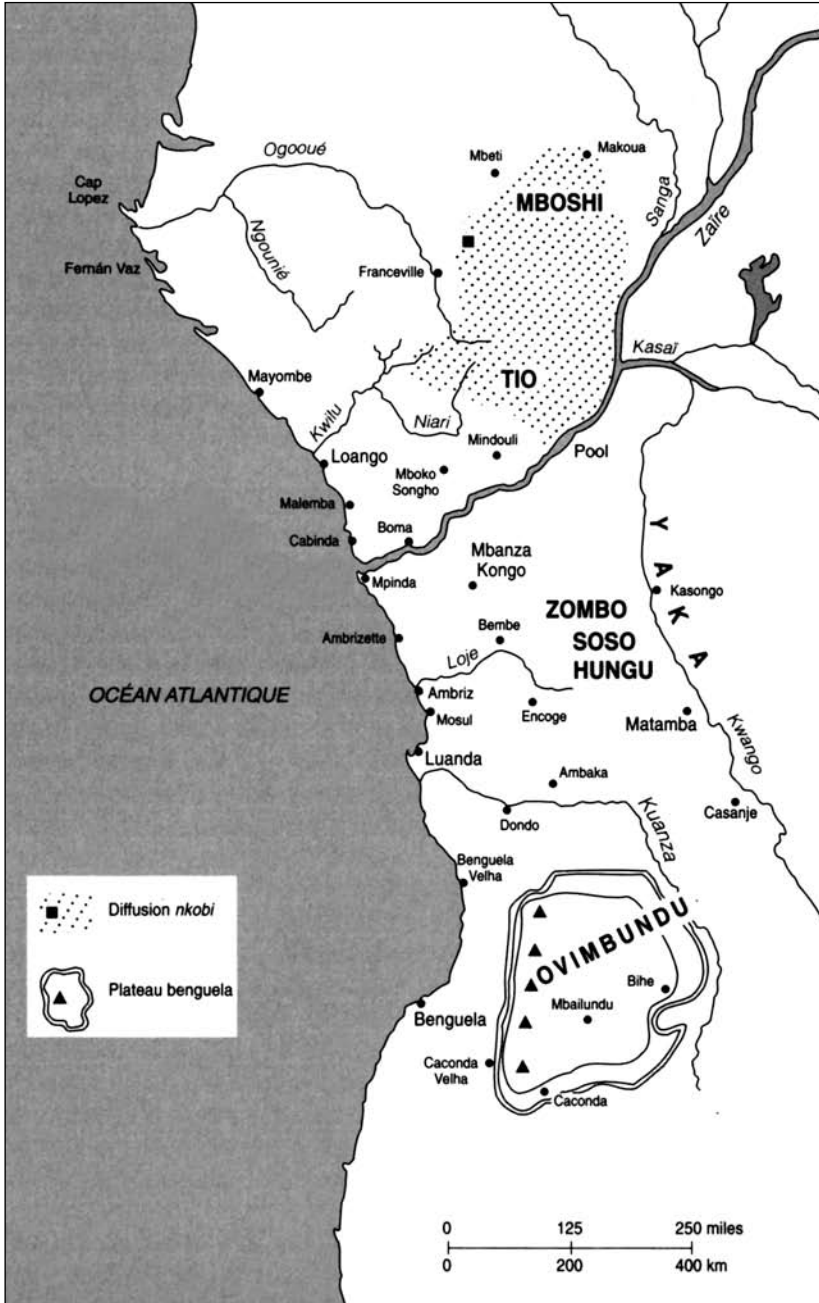 Ogooué
Mbeti
Makoua
Cap
Lopez
MBOSHI
Sanga
Zaïre
Ngounié
Fernán Vaz
Franceville
Kasaï
TIO
Mayombe
Kwilu
Niari
Mindouli
Pool
Loango
Mboko
Songho
Malemba
Cabinda
Boma
YAKA
Mbanza
Kongo
Mpinda
Kasongo
ZOMBO
SOSO
HUNGU
Bembe
Ambrizette
Loje
OCÉAN ATLANTIQUE
Ambriz
Mosul
Encoge
Matamba
Kwango
Luanda
Ambaka
Casanje
Dondo
Kuanza
Benguela
Velha
Diffusion nkobi
OVIMBUNDU
Plateau benguela
Bihe
Mbailundu
Benguela
Caconda
Velha
Caconda
0 125 250 miles
0 200 400 km